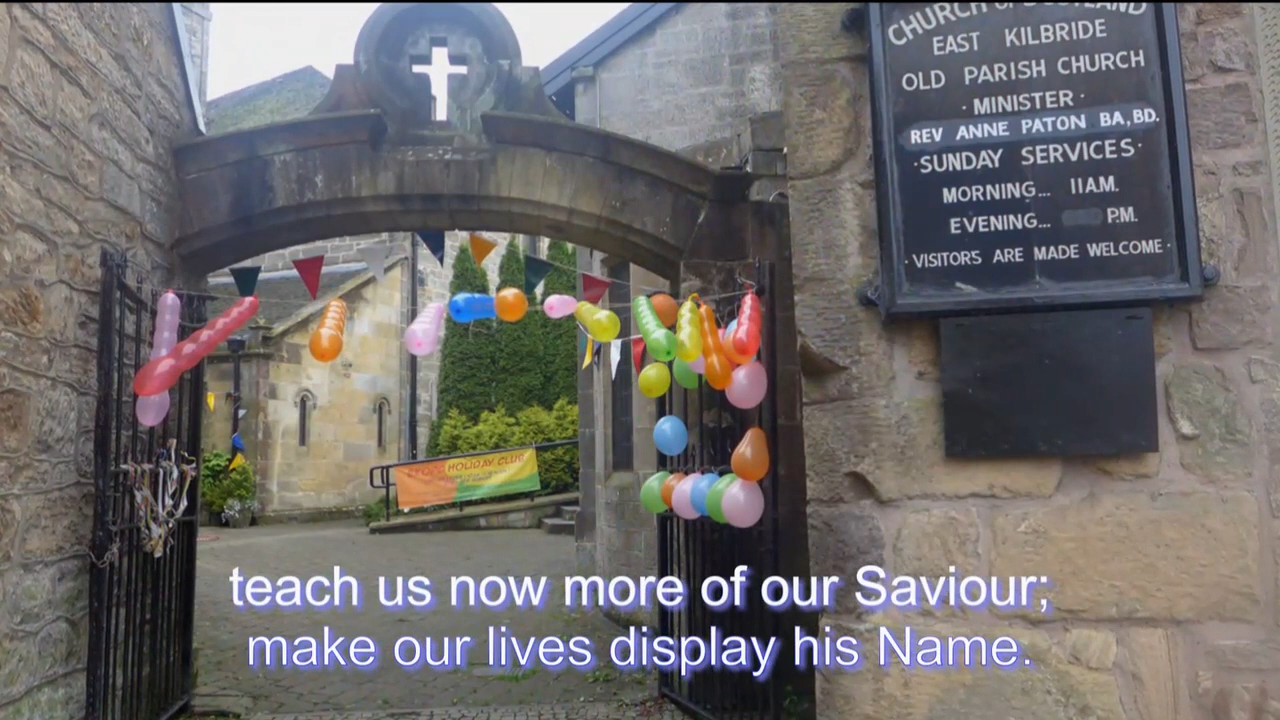 CHURCH OF SCOTLAND
EAST KILBRIDE
OLD PARISH CHURCH
· MINISTER ·
REV ANNE PATON BA, BD.
· SUNDAY SERVICES ·
MORNING... 11 A.M.
EVENING... P.M.
· VISITORS ARE MADE WELCOME ·
HOLIDAY CLUB
teach us now more of our Saviour;
make our lives display his Name.